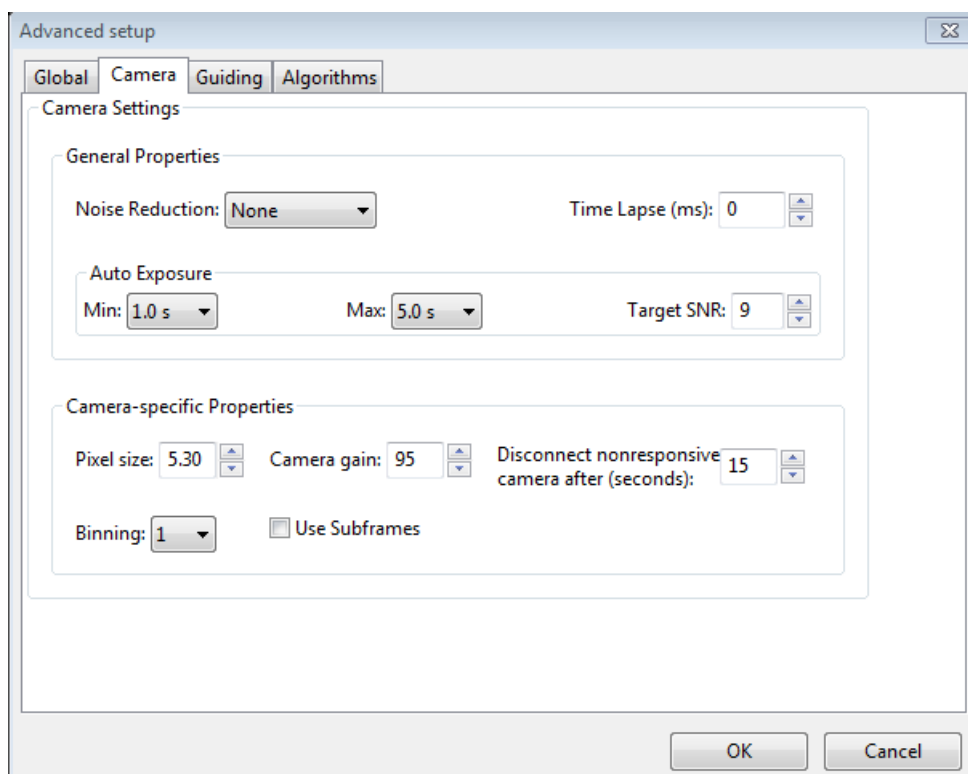 Advanced setup
Global Camera Guiding Algorithms
Camera Settings
General Properties
Noise Reduction: None Time Lapse (ms): 0
Auto Exposure
Min: 1.0 s Max: 5.0 s Target SNR: 9
Camera-specific Properties
Pixel size: 5.30 Camera gain: 95 Disconnect nonresponsive camera after (seconds): 15
Binning: 1 Use Subframes
OK Cancel